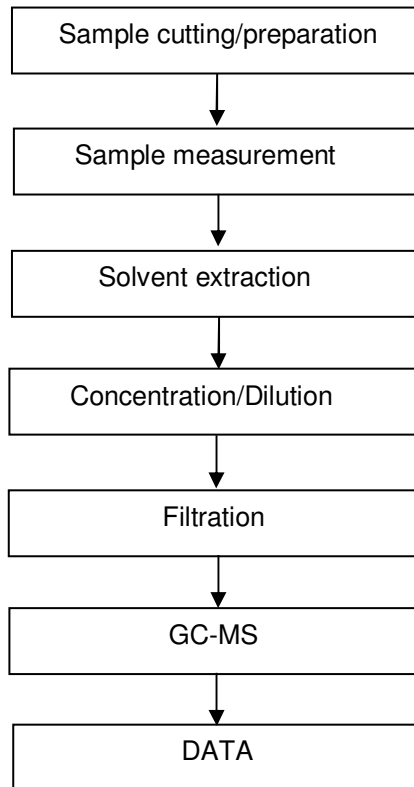 Sample cutting/preparation
Sample measurement
Solvent extraction
Concentration/Dilution
Filtration
GC-MS
DATA